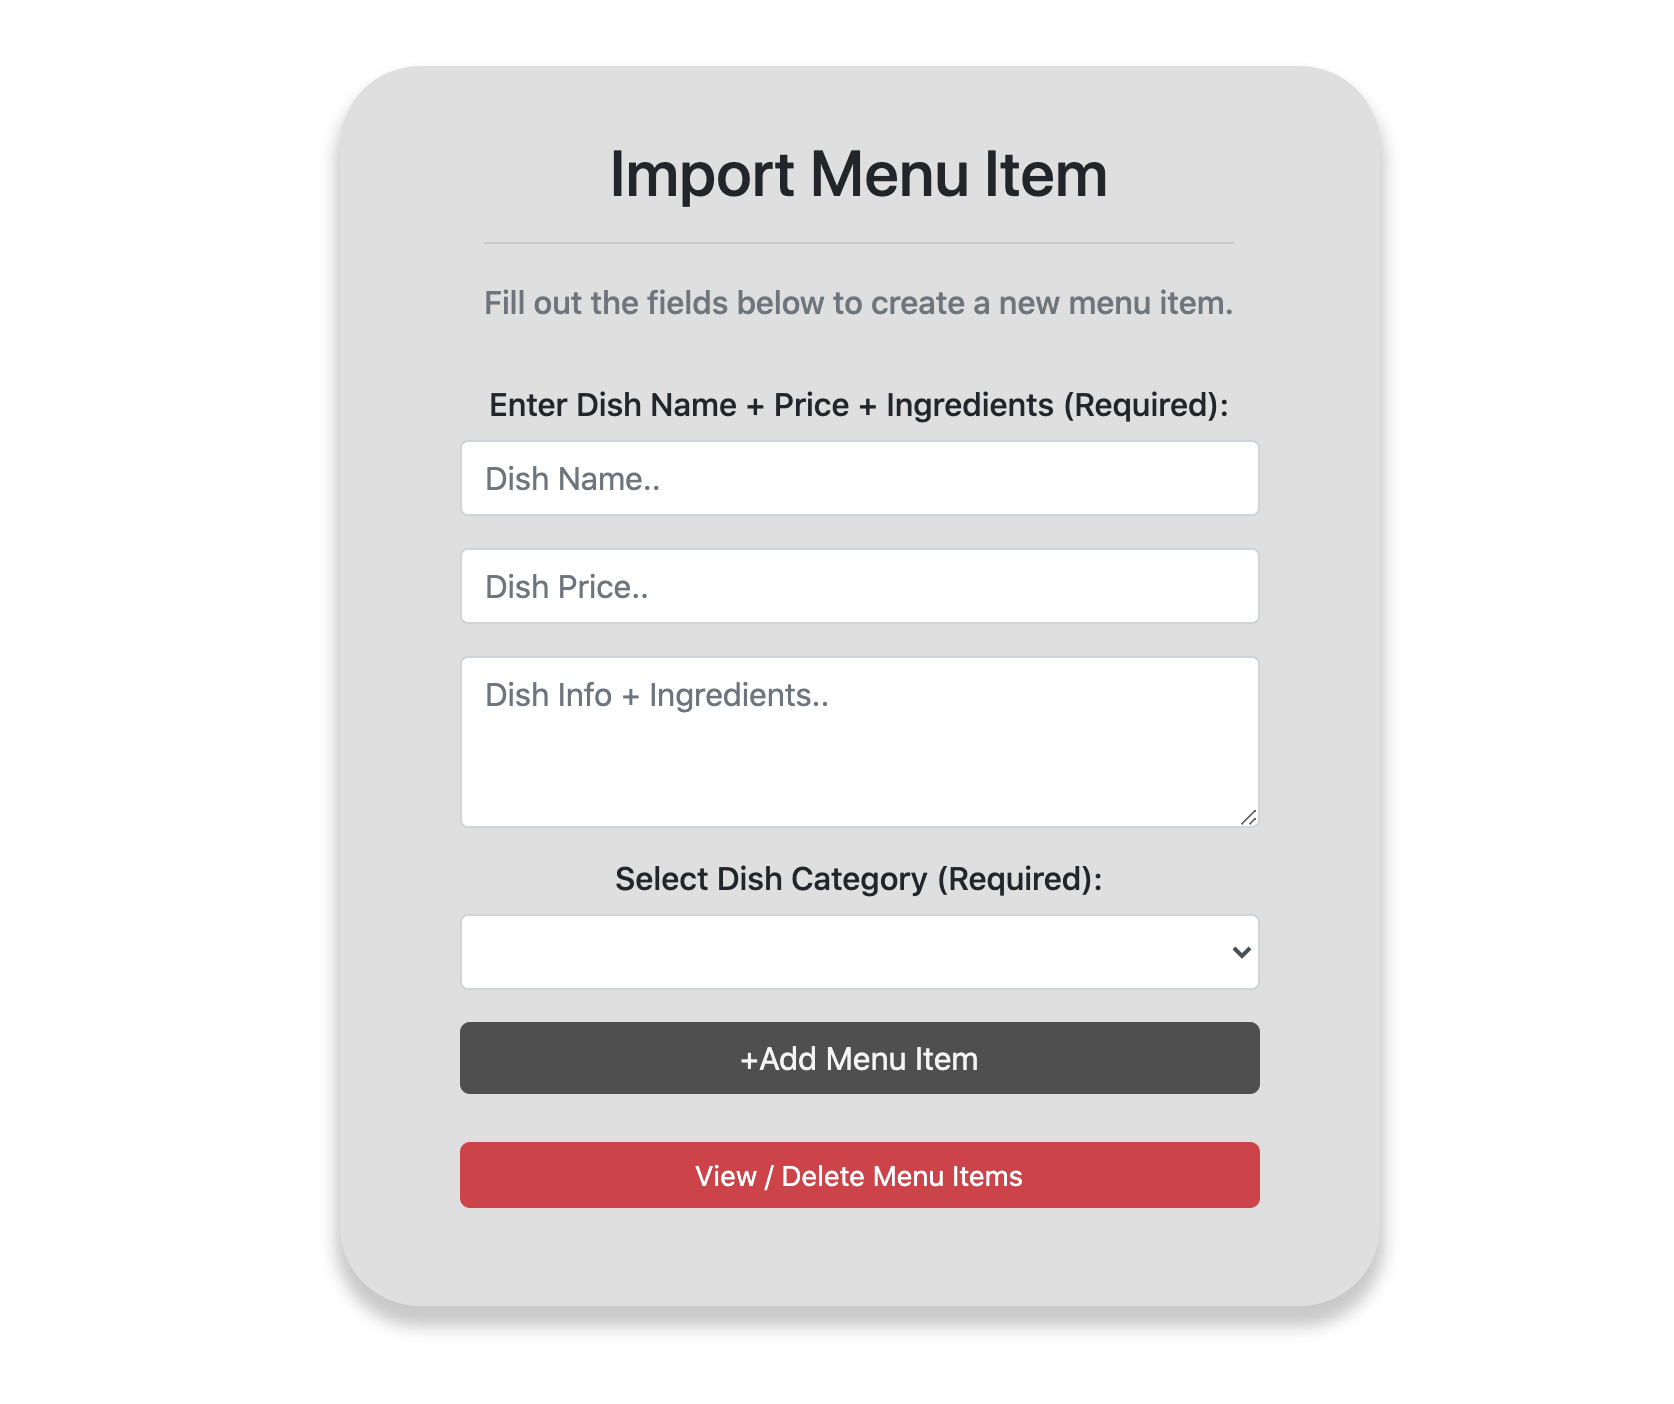 Import Menu Item
Fill out the fields below to create a new menu item.
Enter Dish Name + Price + Ingredients (Required):
Dish Name..
Dish Price..
Dish Info + Ingredients..
Select Dish Category (Required):
+Add Menu Item
View / Delete Menu Items